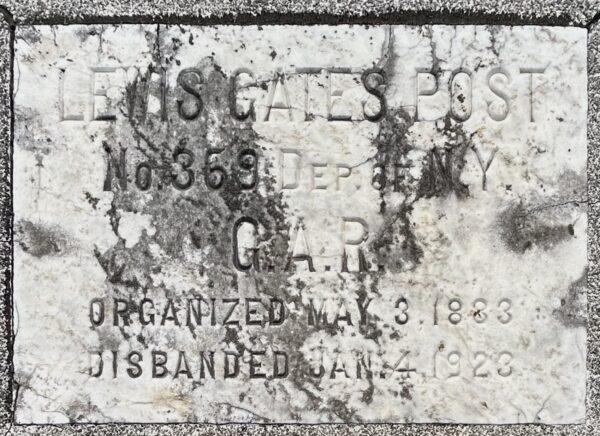 LEWIS GATES POST
No. 369 DEP. OF N.Y
G.A.R.
ORGANIZED MAY 3, 1883
DISBANDED JAN. 4, 1923